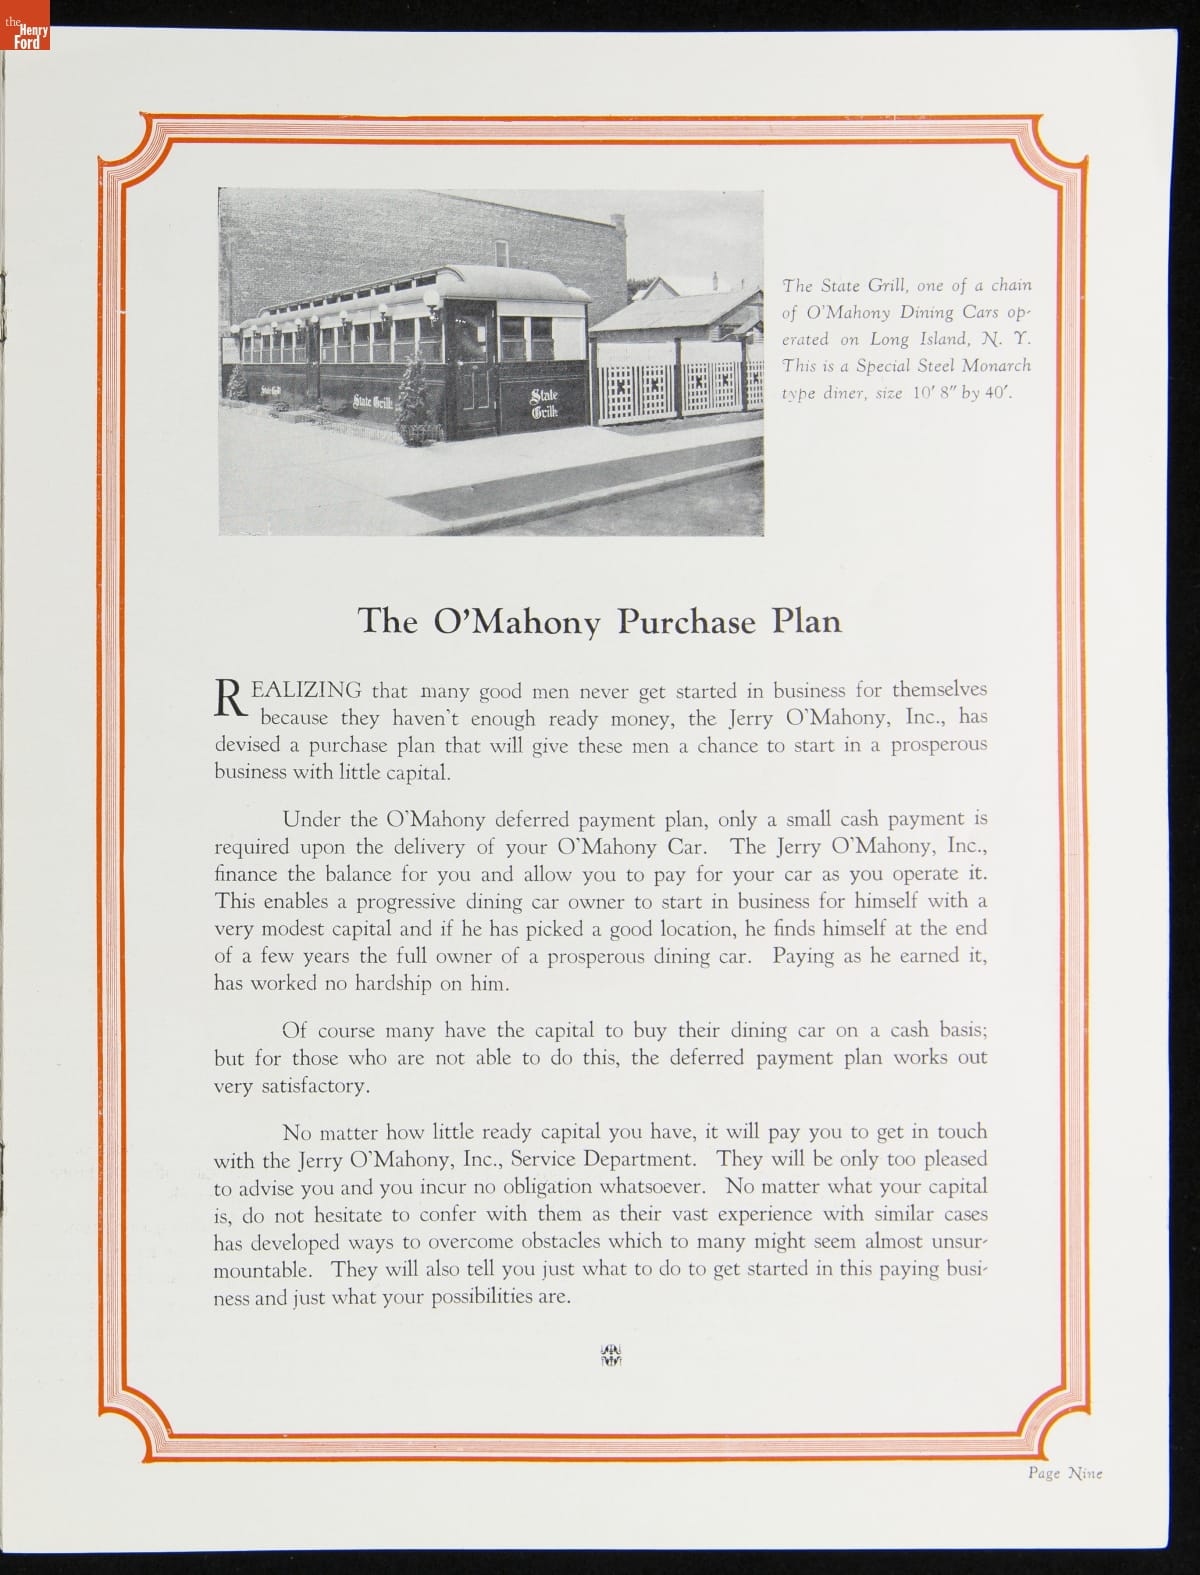 the
Henry
Ford
State Grill
State Grill
State
Grill
The State Grill, one of a chain
of O'Mahony Dining Cars op-
erated on Long Island, N. Y.
This is a Special Steel Monarch
type diner, size 10' 8" by 40'.
The O'Mahony Purchase Plan
REALIZING that many good men never get started in business for themselves
because they haven't enough ready money, the Jerry O'Mahony, Inc., has
devised a purchase plan that will give these men a chance to start in a prosperous
business with little capital.
Under the O'Mahony deferred payment plan, only a small cash payment is
required upon the delivery of your O'Mahony Car. The Jerry O'Mahony, Inc.,
finance the balance for you and allow you to pay for your car as you operate it.
This enables a progressive dining car owner to start in business for himself with a
very modest capital and if he has picked a good location, he finds himself at the end
of a few years the full owner of a prosperous dining car. Paying as he earned it,
has worked no hardship on him.
Of course many have the capital to buy their dining car on a cash basis;
but for those who are not able to do this, the deferred payment plan works out
very satisfactory.
No matter how little ready capital you have, it will pay you to get in touch
with the Jerry O'Mahony, Inc., Service Department. They will be only too pleased
to advise you and you incur no obligation whatsoever. No matter what your capital
is, do not hesitate to confer with them as their vast experience with similar cases
has developed ways to overcome obstacles which to many might seem almost unsur-
mountable. They will also tell you just what to do to get started in this paying busi-
ness and just what your possibilities are.
Page Nine